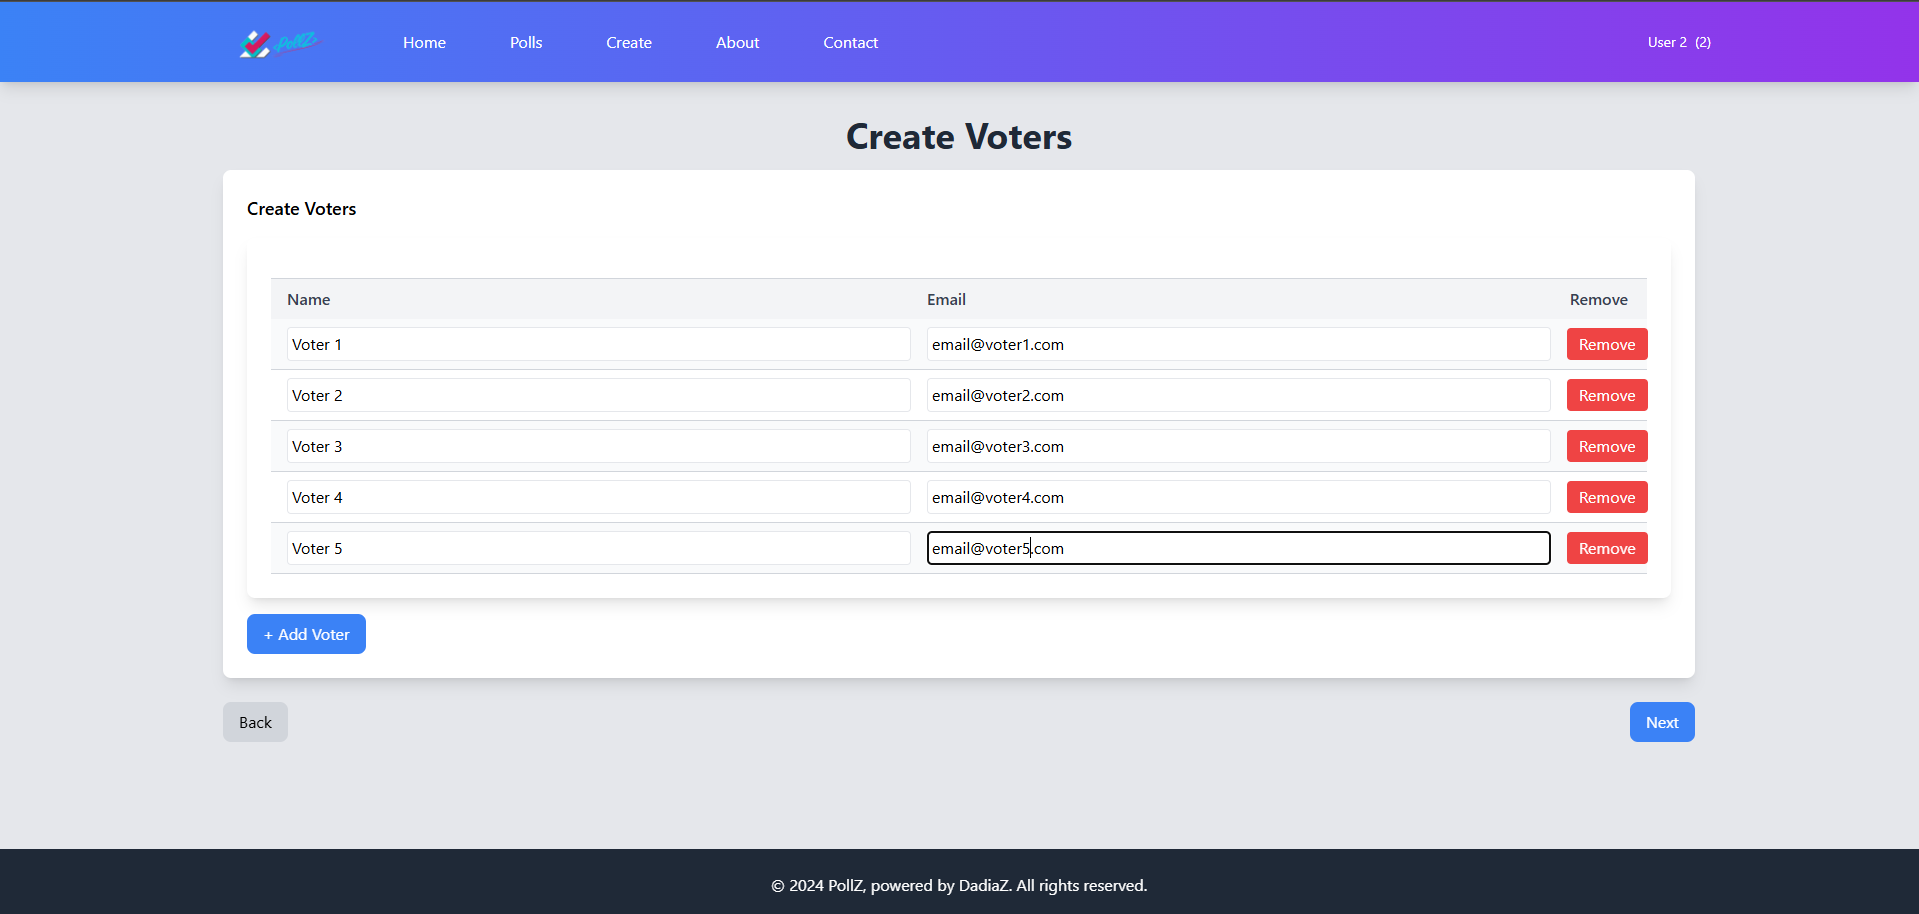 PollZ Home Polls Create About Contact User 2 (2)
Create Voters
Create Voters
Name Email Remove
Voter 1 email@voter1.com Remove
Voter 2 email@voter2.com Remove
Voter 3 email@voter3.com Remove
Voter 4 email@voter4.com Remove
Voter 5 email@voter5.com Remove
+ Add Voter
Back Next
© 2024 PollZ, powered by DadiaZ. All rights reserved.